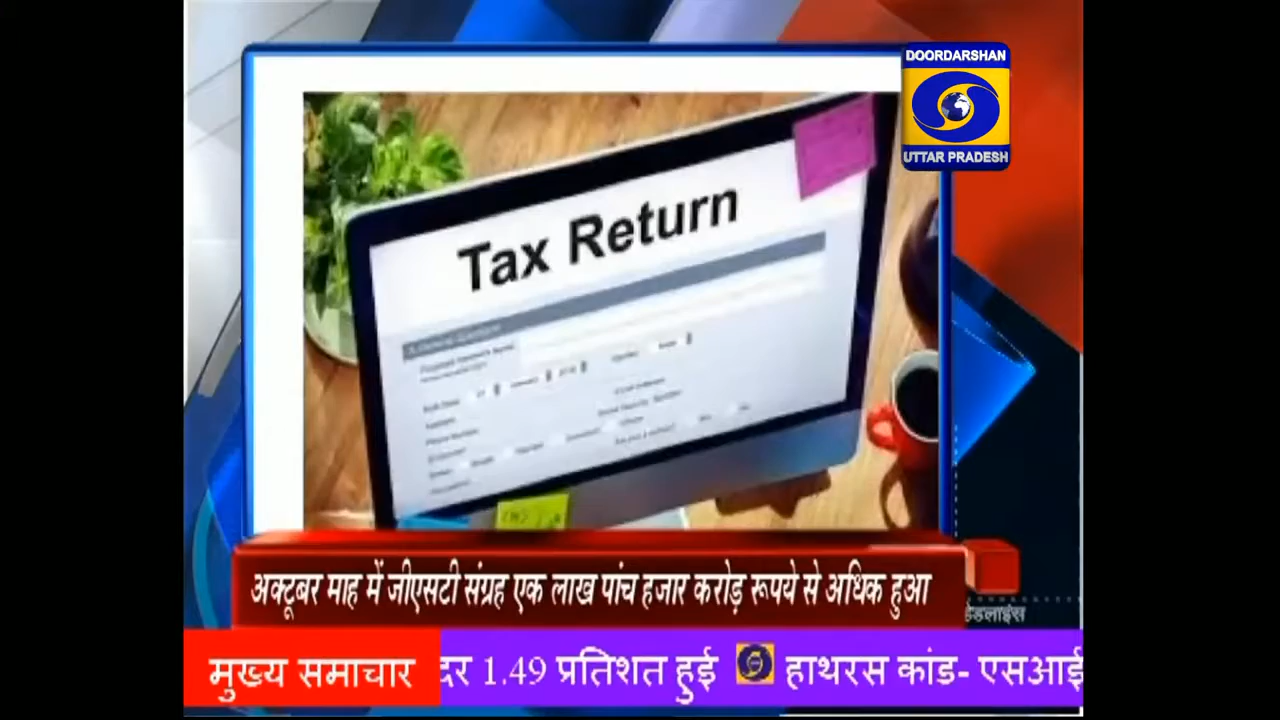 DOORDARSHAN
UTTAR PRADESH
Tax Return
अक्टूबर माह में जीएसटी संग्रह एक लाख पांच हजार करोड़ रूपये से अधिक हुआ
हेडलाइंस
मुख्य समाचार
दर 1.49 प्रतिशत हुई हाथरस कांड- एसआई